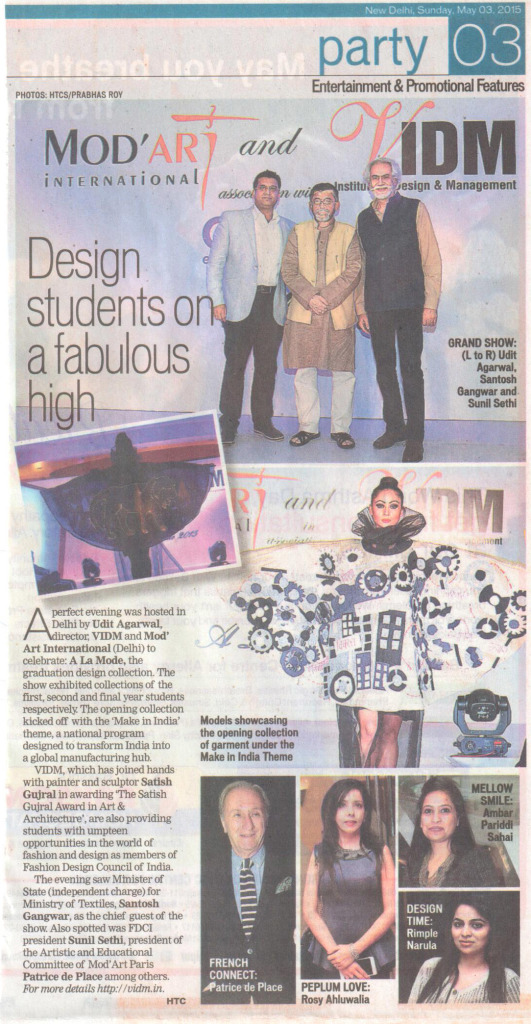 New Delhi, Sunday, May 03, 2015
party 03
Entertainment & Promotional Features
PHOTOS: HTCS/PRABHAS ROY
MOD'ART and VIDM
INTERNATIONAL
Design & Management
Design
students on
a fabulous
high
GRAND SHOW:
(L to R) Udit
Agarwal,
Santosh
Gangwar and
Sunil Sethi
and
A perfect evening was hosted in
Delhi by Udit Agarwal,
director, VIDM and Mod'
Art International (Delhi) to
celebrate: A La Mode, the
graduation design collection. The
show exhibited collections of the
first, second and final year students
respectively. The opening collection
kicked off with the 'Make in India'
theme, a national program
designed to transform India into
a global manufacturing hub.
VIDM, which has joined hands
with painter and sculptor Satish
Gujral in awarding 'The Satish
Gujral Award in Art &
Architecture', are also providing
students with umpteen
opportunities in the world of
fashion and design as members of
Fashion Design Council of India.
The evening saw Minister of
State (independent charge) for
Ministry of Textiles, Santosh
Gangwar, as the chief guest of the
show. Also spotted was FDCI
president Sunil Sethi, president of
the Artistic and Educational
Committee of Mod'Art Paris
Patrice de Place among others.
For more details http://vidm.in.
HTC
Models showcasing
the opening collection
of garment under the
Make in India Theme
FRENCH
CONNECT:
Patrice de Place
PEPLUM LOVE:
Rosy Ahluwalia
MELLOW
SMILE:
Ambar
Pariddi
Sahai
DESIGN
TIME:
Rimple
Narula